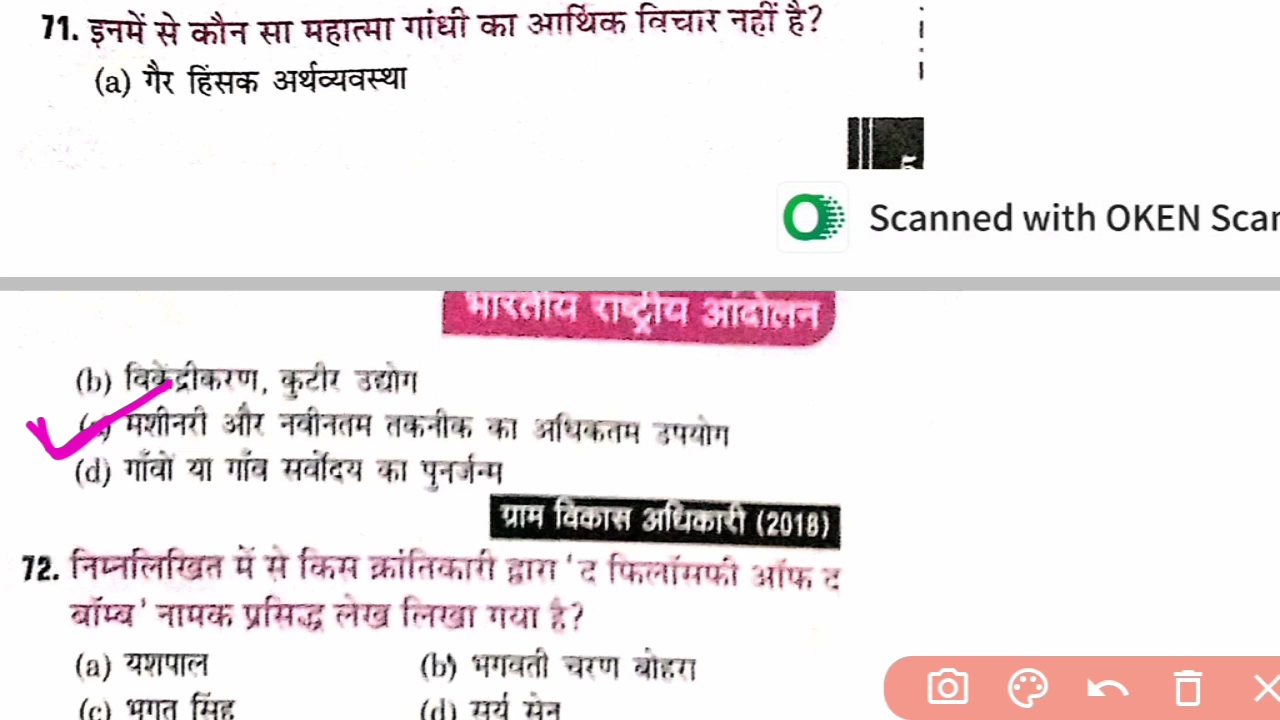 71. इनमें से कौन सा महात्मा गांधी का आर्थिक विचार नहीं है?
(a) गैर हिंसक अर्थव्यवस्था
5
Scanned with OKEN Scan
भारतीय राष्ट्रीय आंदोलन
(b) विकेंद्रीकरण, कुटीर उद्योग
(c) मशीनरी और नवीनतम तकनीक का अधिकतम उपयोग
(d) गाँवों या गाँव सर्वोदय का पुनर्जन्म
ग्राम विकास अधिकारी (2018)
72. निम्नलिखित में से किस क्रांतिकारी द्वारा 'द फिलॉसफी ऑफ द
बॉम्ब' नामक प्रसिद्ध लेख लिखा गया है?
(a) यशपाल (b) भगवती चरण बोहरा
(c) भगत सिंह (d) सूर्य सेन